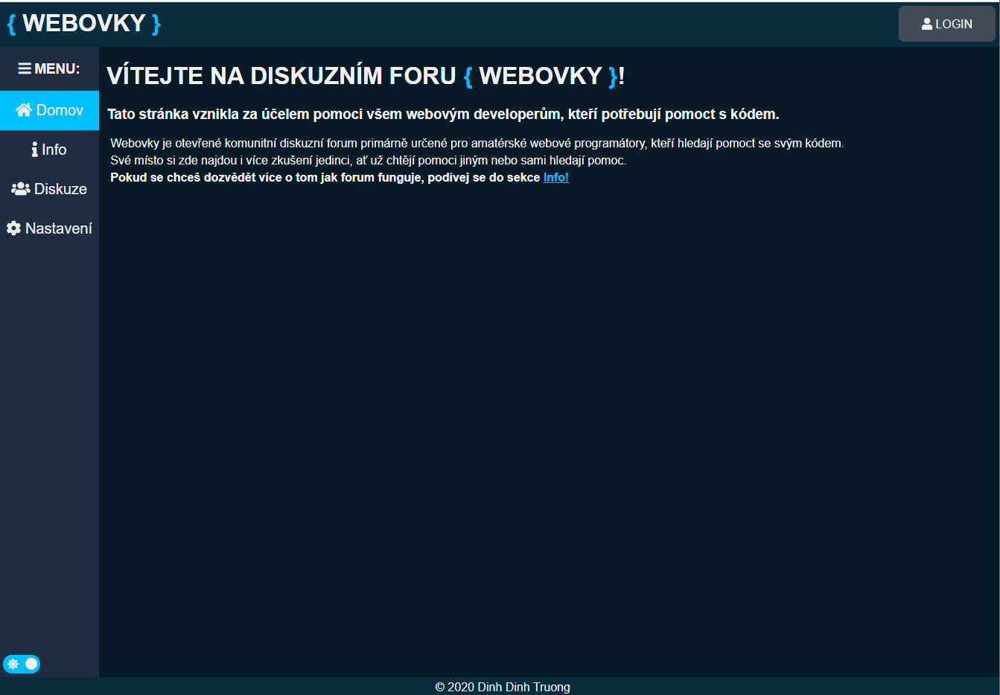 { WEBOVKY }
LOGIN
MENU:
Domov
Info
Diskuze
Nastavení
VÍTEJTE NA DISKUZNÍM FORU { WEBOVKY }!
Tato stránka vznikla za účelem pomoci všem webovým developerům, kteří potřebují pomoct s kódem.
Webovky je otevřené komunitní diskuzní forum primárně určené pro amatérské webové programátory, kteří hledají pomoct se svým kódem.
Své místo si zde najdou i více zkušení jedinci, ať už chtějí pomoci jiným nebo sami hledají pomoc.
Pokud se chceš dozvědět více o tom jak forum funguje, podívej se do sekce Info!
© 2020 Dinh Dinh Truong